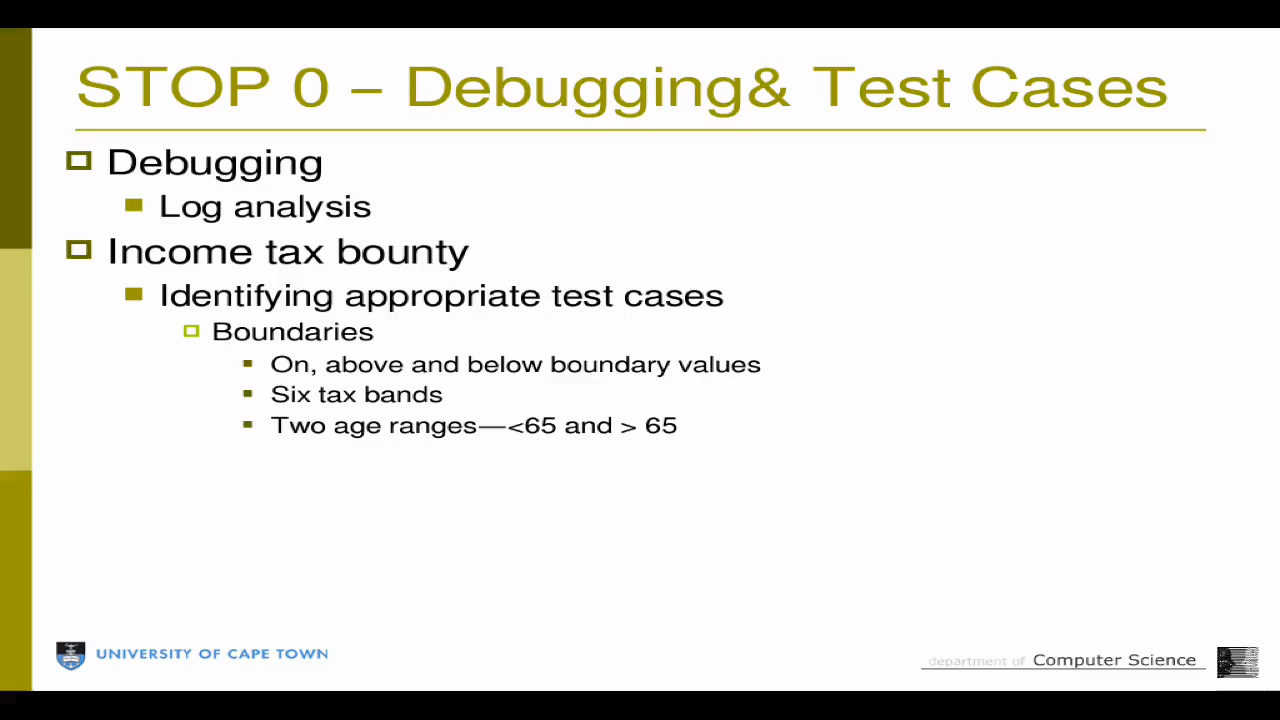 STOP 0 – Debugging& Test Cases
Debugging
Log analysis
Income tax bounty
Identifying appropriate test cases
Boundaries
On, above and below boundary values
Six tax bands
Two age ranges—<65 and > 65
UNIVERSITY OF CAPE TOWN
department of Computer Science